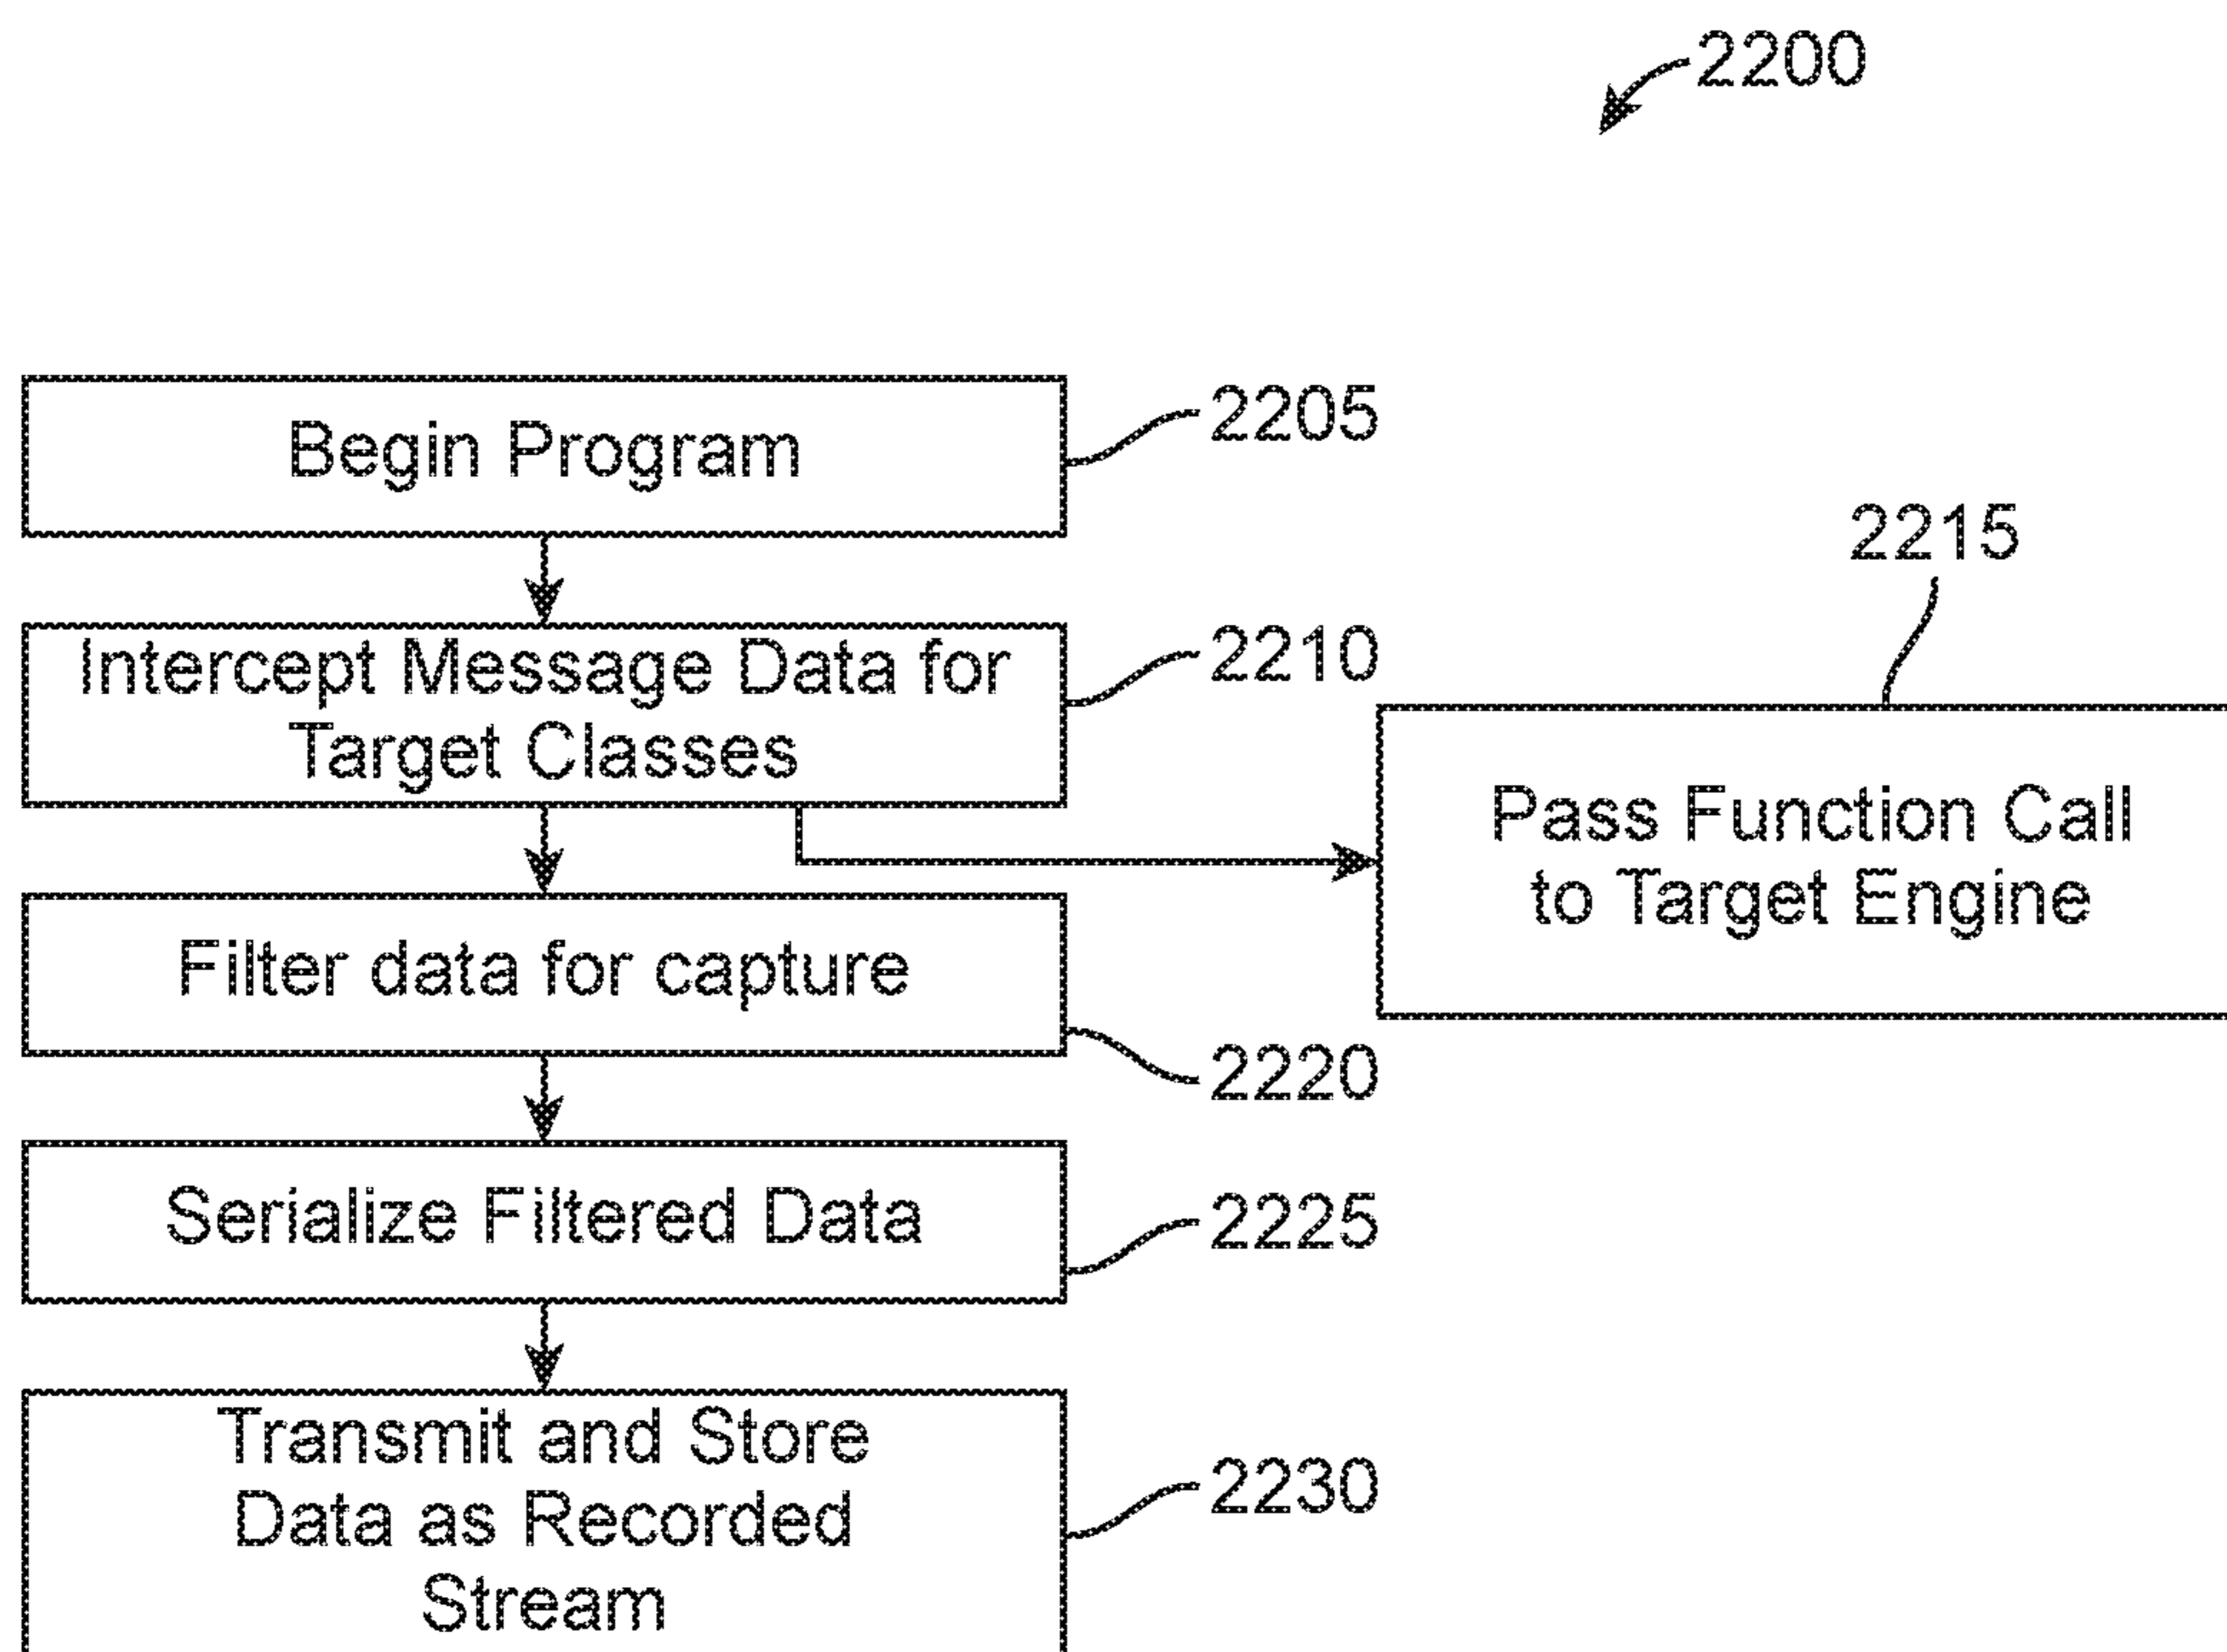 2200
Begin Program
2205
Intercept Message Data for
Target Classes
2210
2215
Pass Function Call
to Target Engine
Filter data for capture
2220
Serialize Filtered Data
2225
Transmit and Store
Data as Recorded
Stream
2230